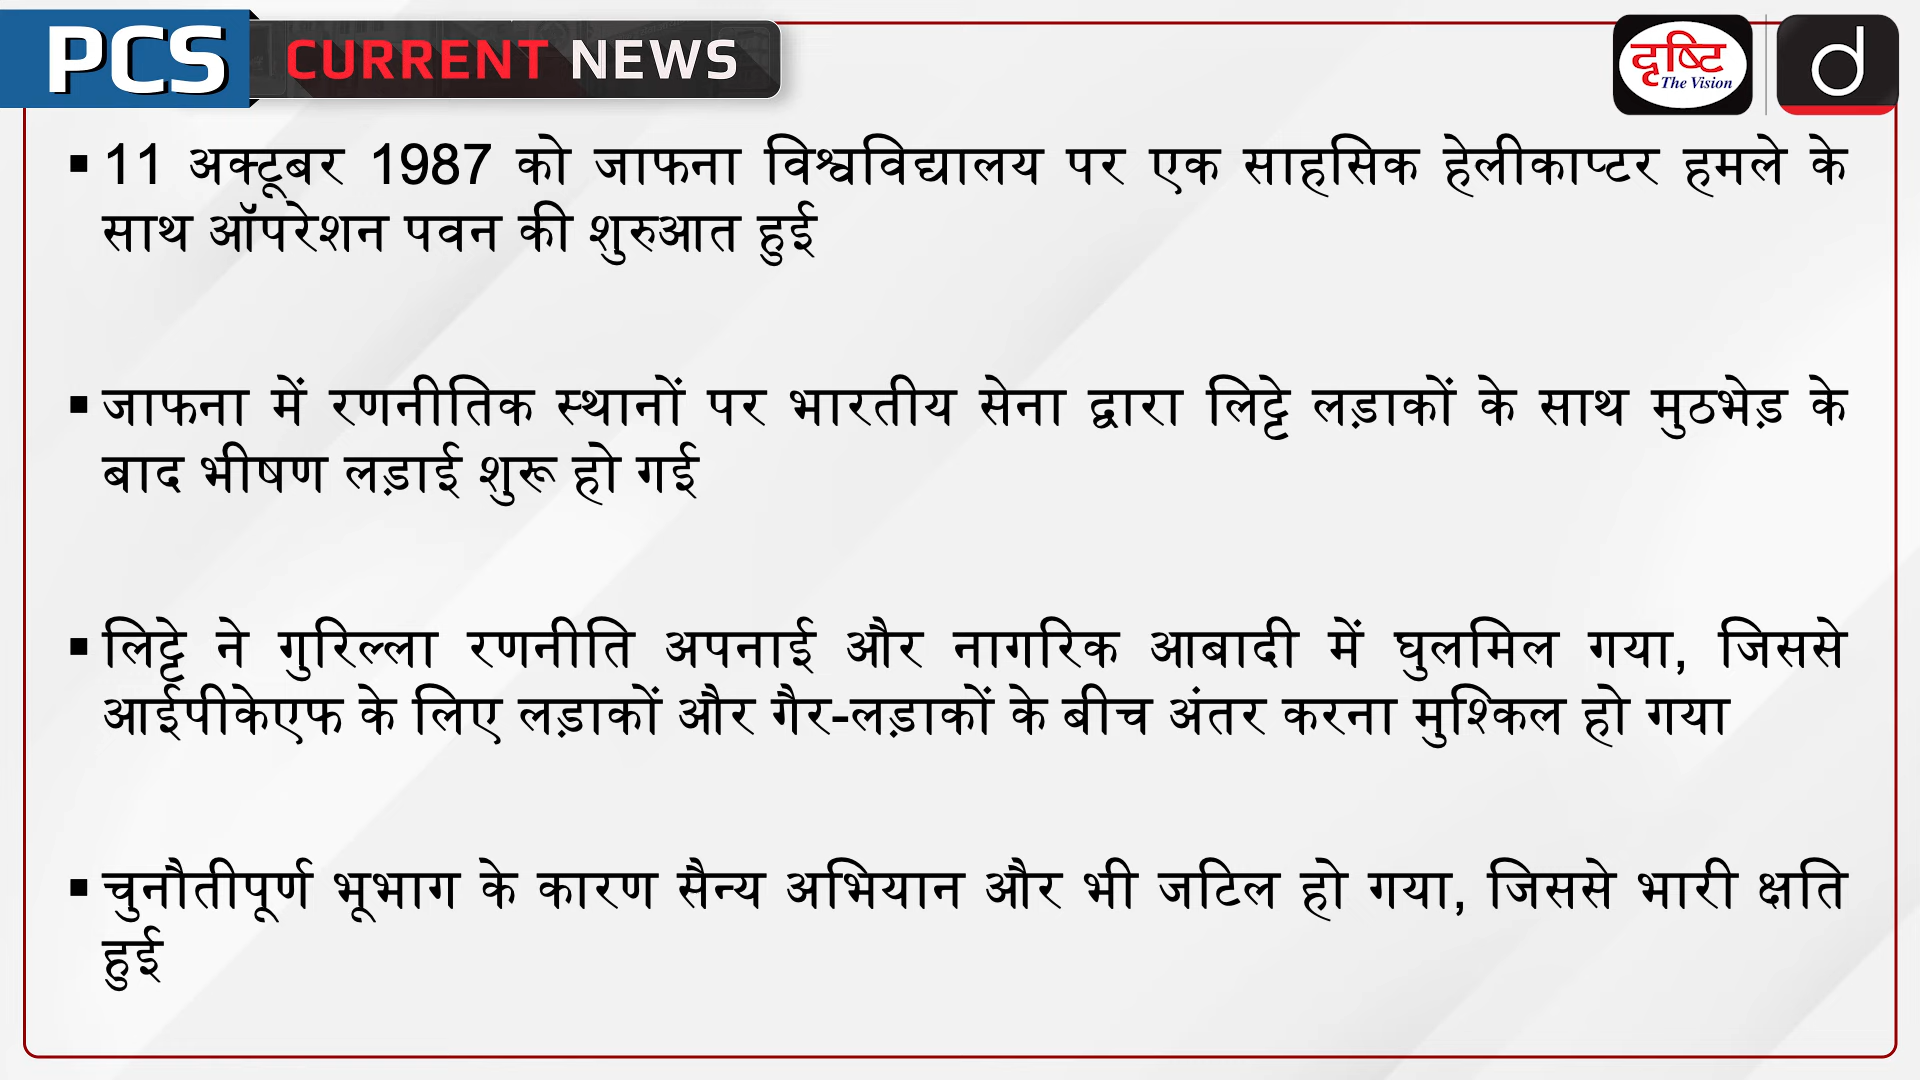 PCS CURRENT NEWS
दृष्टि
The Vision
d
▪ 11 अक्टूबर 1987 को जाफना विश्वविद्यालय पर एक साहसिक हेलीकाप्टर हमले के
साथ ऑपरेशन पवन की शुरुआत हुई
▪ जाफना में रणनीतिक स्थानों पर भारतीय सेना द्वारा लिट्टे लड़ाकों के साथ मुठभेड़ के
बाद भीषण लड़ाई शुरू हो गई
▪ लिट्टे ने गुरिल्ला रणनीति अपनाई और नागरिक आबादी में घुलमिल गया, जिससे
आईपीकेएफ के लिए लड़ाकों और गैर-लड़ाकों के बीच अंतर करना मुश्किल हो गया
▪ चुनौतीपूर्ण भूभाग के कारण सैन्य अभियान और भी जटिल हो गया, जिससे भारी क्षति
हुई